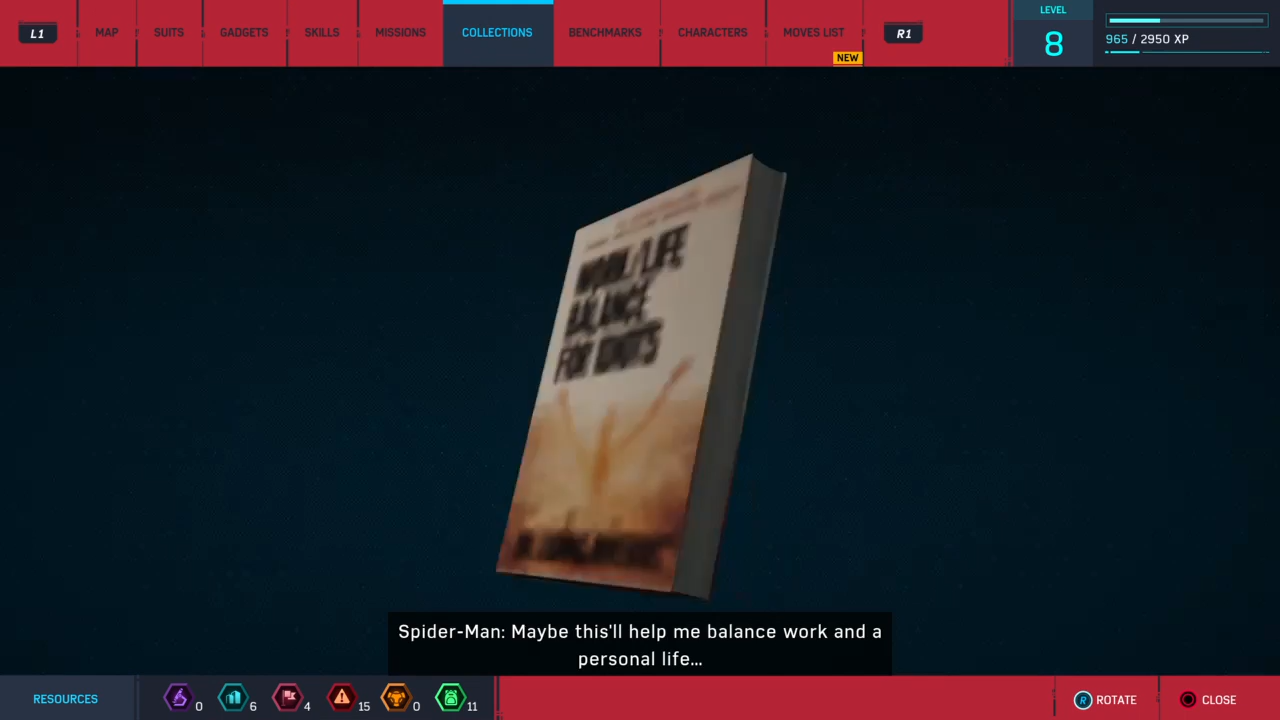 L1
MAP
SUITS
GADGETS
SKILLS
MISSIONS
COLLECTIONS
BENCHMARKS
CHARACTERS
MOVES LIST
NEW
R1
LEVEL
8
965 / 2950 XP
WORK/LIFE
BALANCE
FOR IDIOTS
Spider-Man: Maybe this'll help me balance work and a
personal life...
RESOURCES
0
6
4
15
0
11
R ROTATE
CLOSE